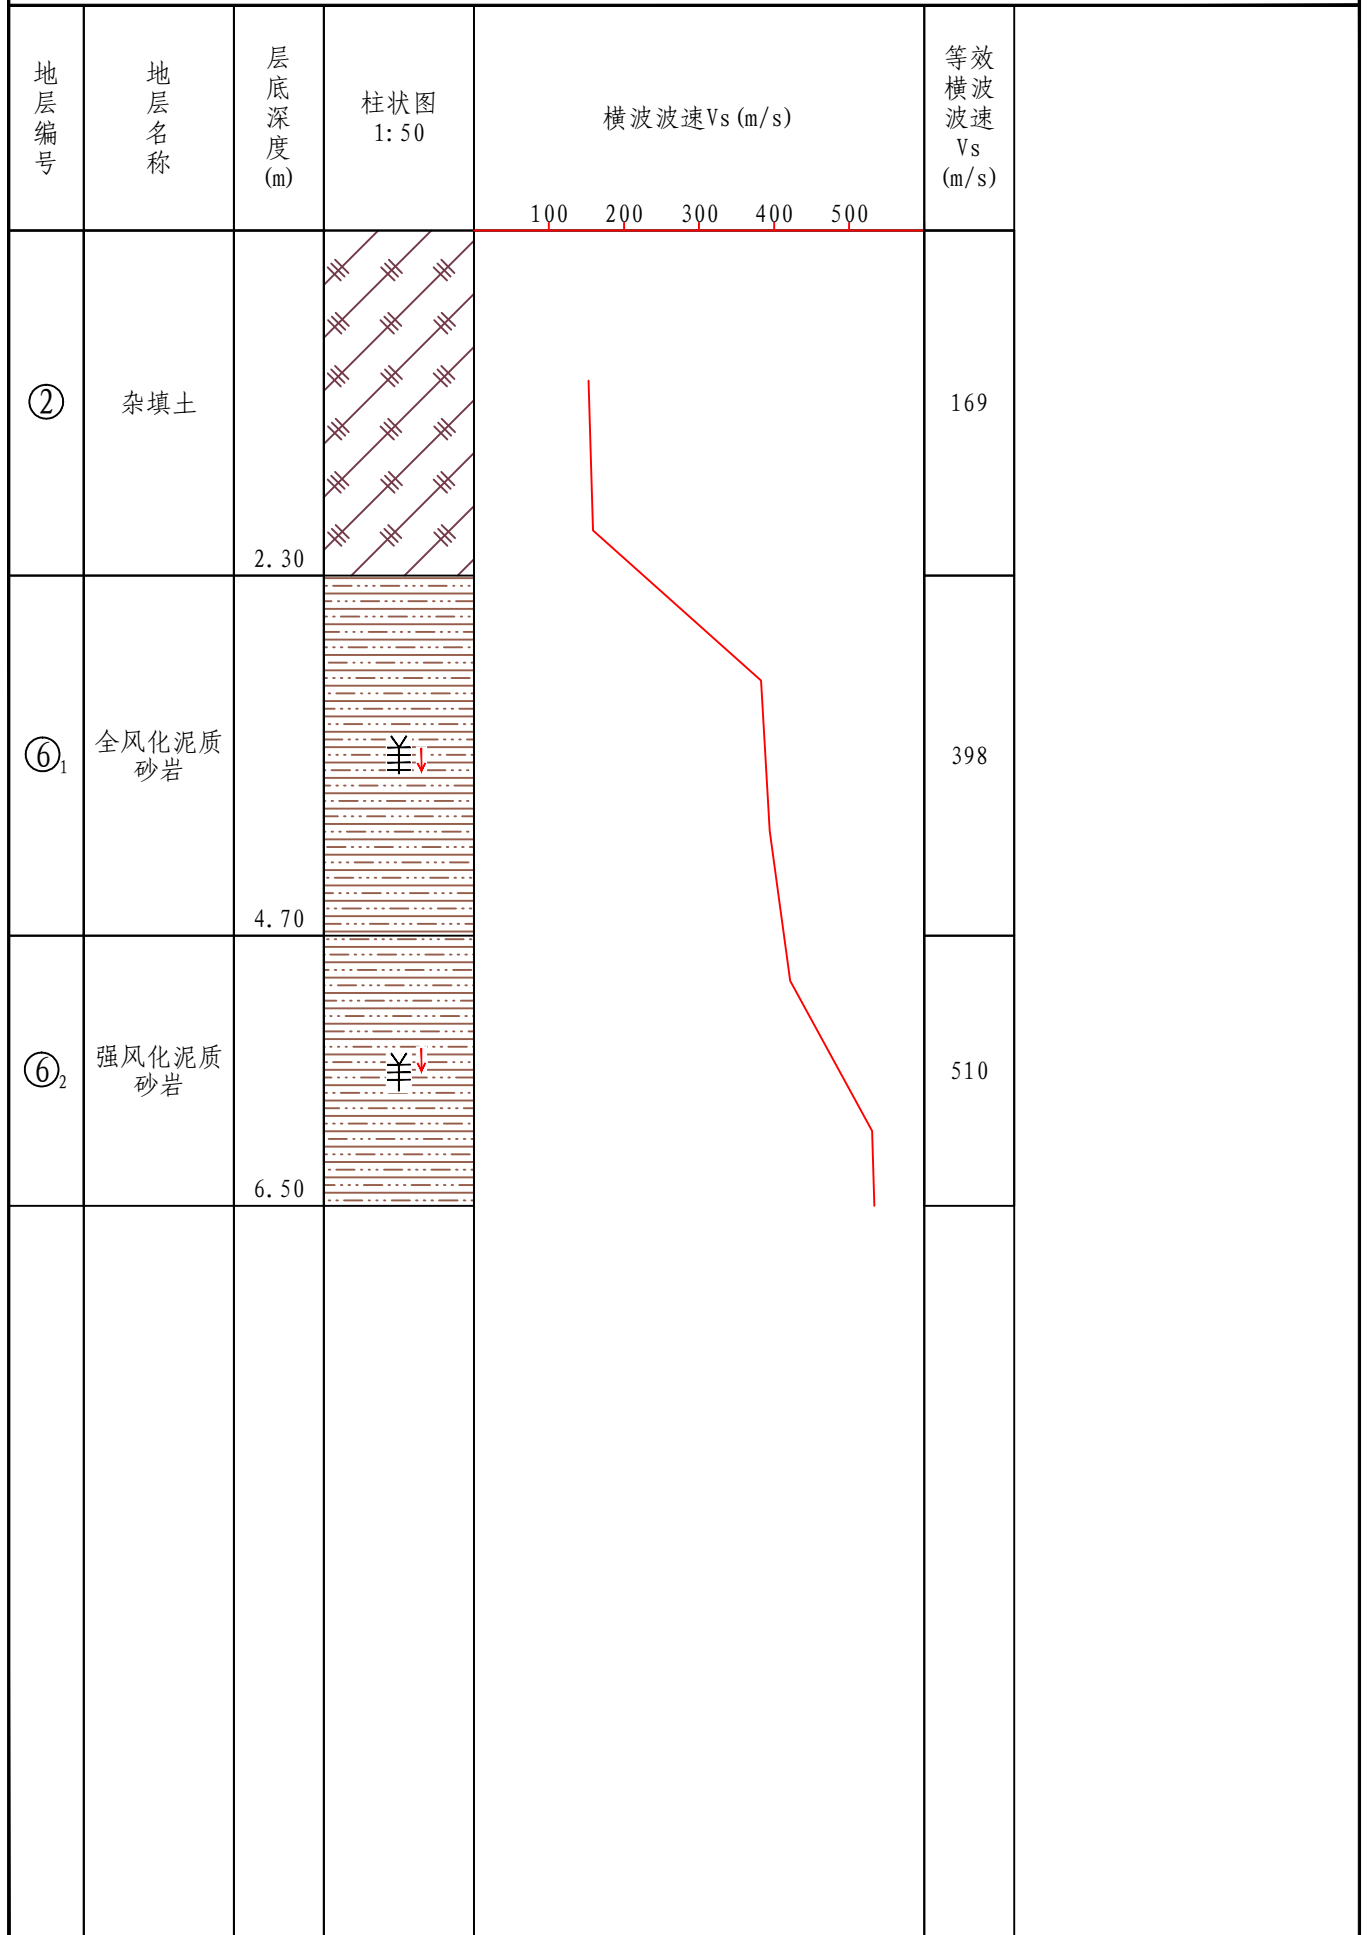 地层编号
地层名称
层底深度(m)
柱状图
1:50
横波波速Vs(m/s)
100 200 300 400 500
等效
横波
波速
Vs
(m/s)
② 杂填土 169
2.30
⑥1 全风化泥质
砂岩
398
4.70
⑥2 强风化泥质
砂岩
510
6.50